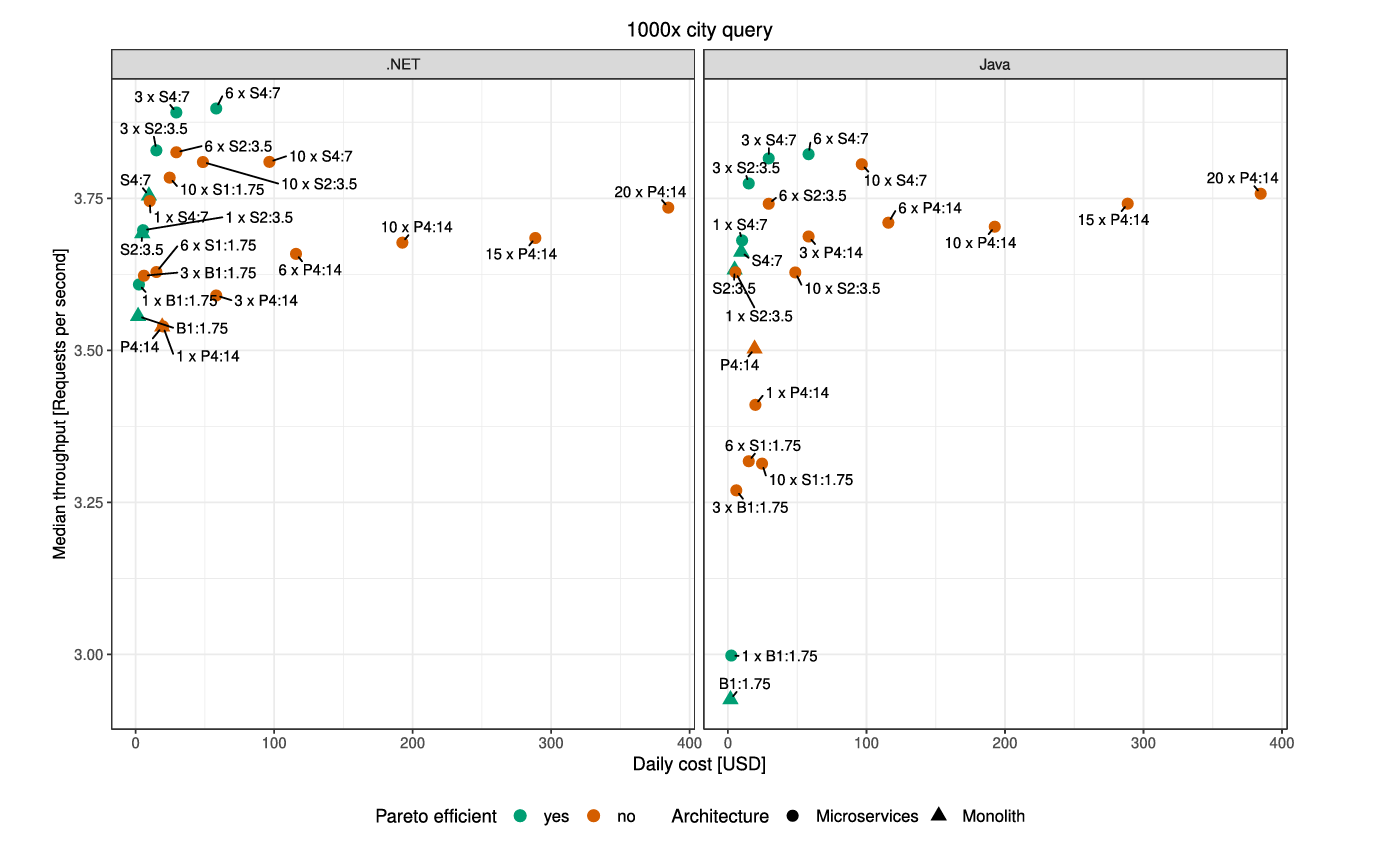 1000x city query
.NET
Java
3 x S4:7
6 x S4:7
3 x S2:3.5
6 x S2:3.5
10 x S4:7
10 x S2:3.5
S4:7
10 x S1:1.75
1 x S4:7
1 x S2:3.5
S2:3.5
6 x S1:1.75
3 x B1:1.75
1 x B1:1.75
3 x P4:14
B1:1.75
P4:14
1 x P4:14
6 x P4:14
10 x P4:14
15 x P4:14
20 x P4:14
3 x S4:7
6 x S4:7
3 x S2:3.5
10 x S4:7
6 x S2:3.5
1 x S4:7
S4:7
3 x P4:14
6 x P4:14
10 x P4:14
15 x P4:14
20 x P4:14
S2:3.5
10 x S2:3.5
1 x S2:3.5
P4:14
1 x P4:14
6 x S1:1.75
10 x S1:1.75
3 x B1:1.75
1 x B1:1.75
B1:1.75
3.75
3.50
3.25
3.00
Median throughput [Requests per second]
0 100 200 300 400
0 100 200 300 400
Daily cost [USD]
Pareto efficient yes no Architecture Microservices Monolith